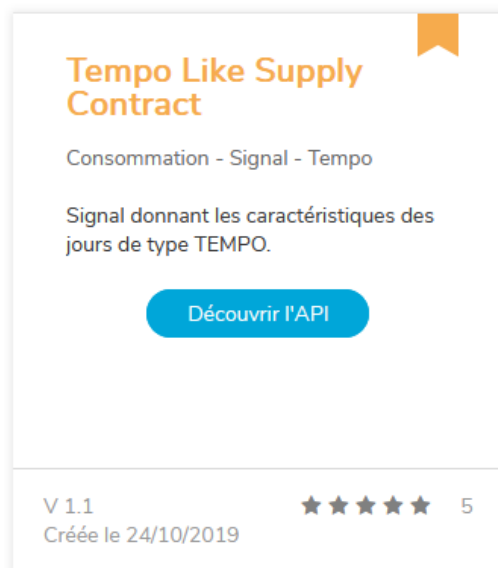 Tempo Like Supply
Contract
Consommation - Signal - Tempo
Signal donnant les caractéristiques des
jours de type TEMPO.
Découvrir l'API
V 1.1
5
Créée le 24/10/2019